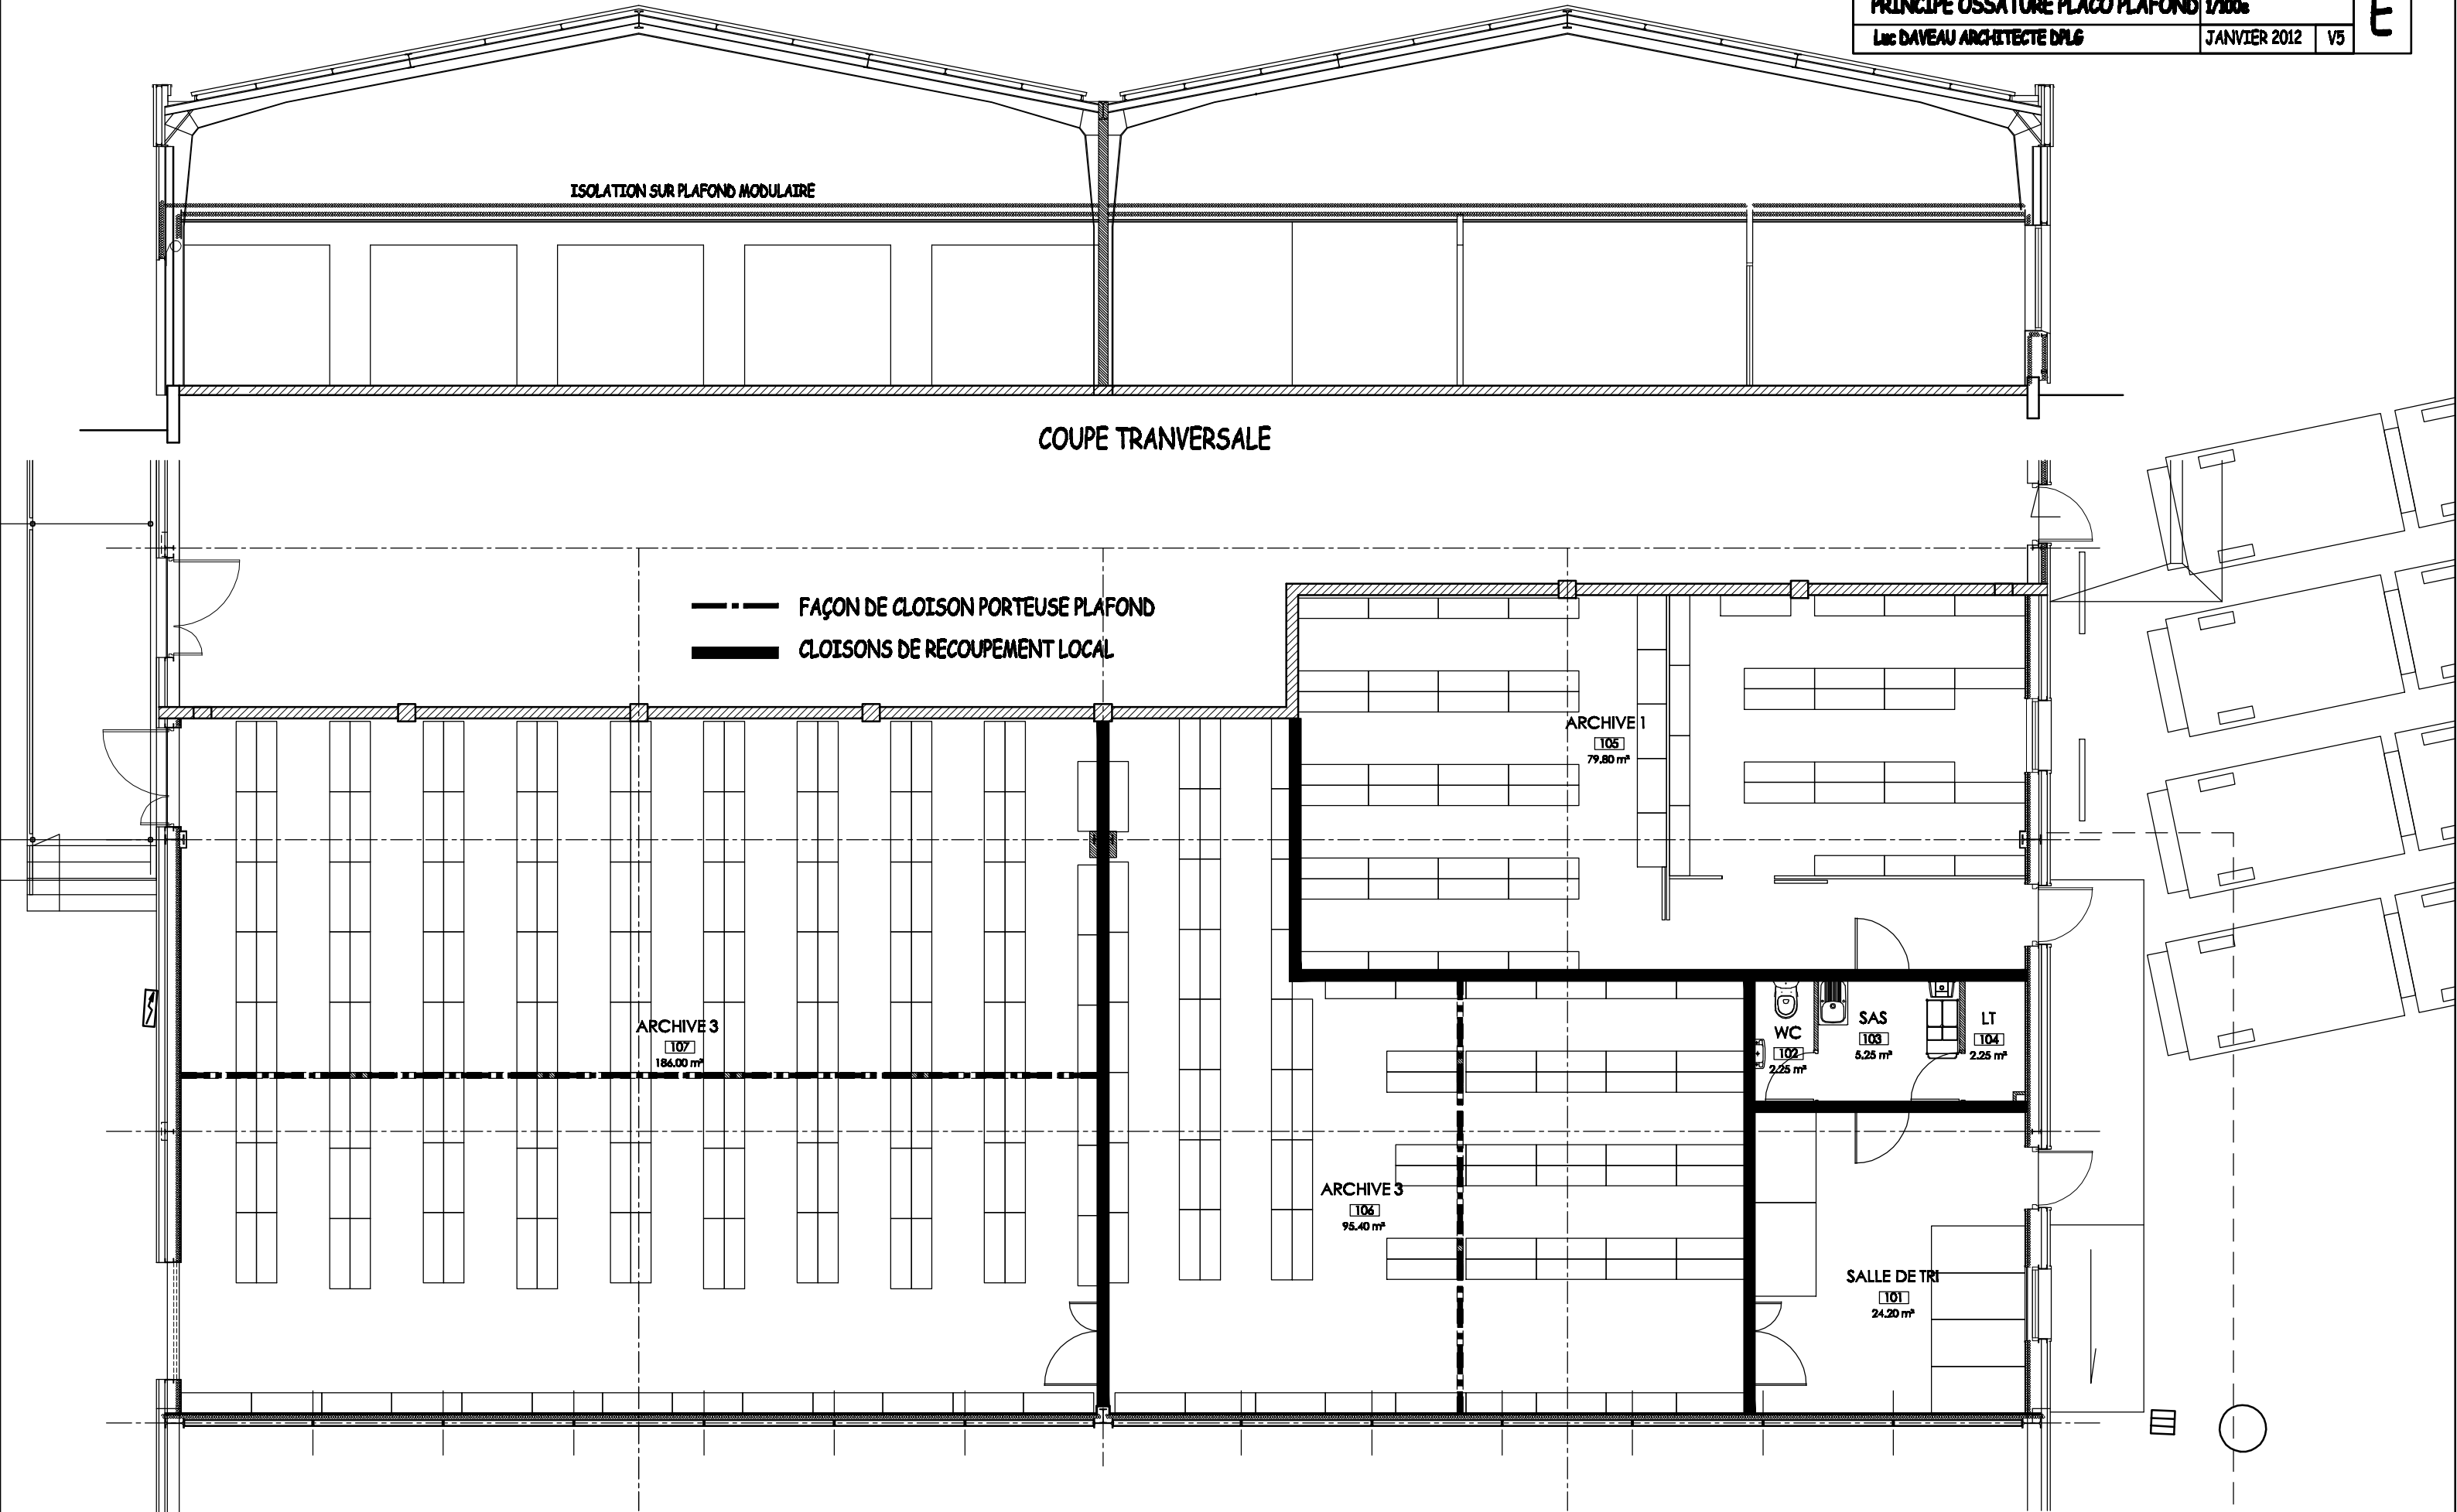 PRINCIPE OSSATURE PLACO PLAFOND 1/100e
E
Luc DAVEAU ARCHITECTE DPLG JANVIER 2012 V5
ISOLATION SUR PLAFOND MODULAIRE
COUPE TRANVERSALE
FAÇON DE CLOISON PORTEUSE PLAFOND
CLOISONS DE RECOUPEMENT LOCAL
ARCHIVE 1
105
79.80 m²
ARCHIVE 3
107
186.00 m²
WC
102
2.25 m²
SAS
103
5.25 m²
LT
104
2.25 m²
ARCHIVE 3
106
95.40 m²
SALLE DE TRI
101
24.20 m²